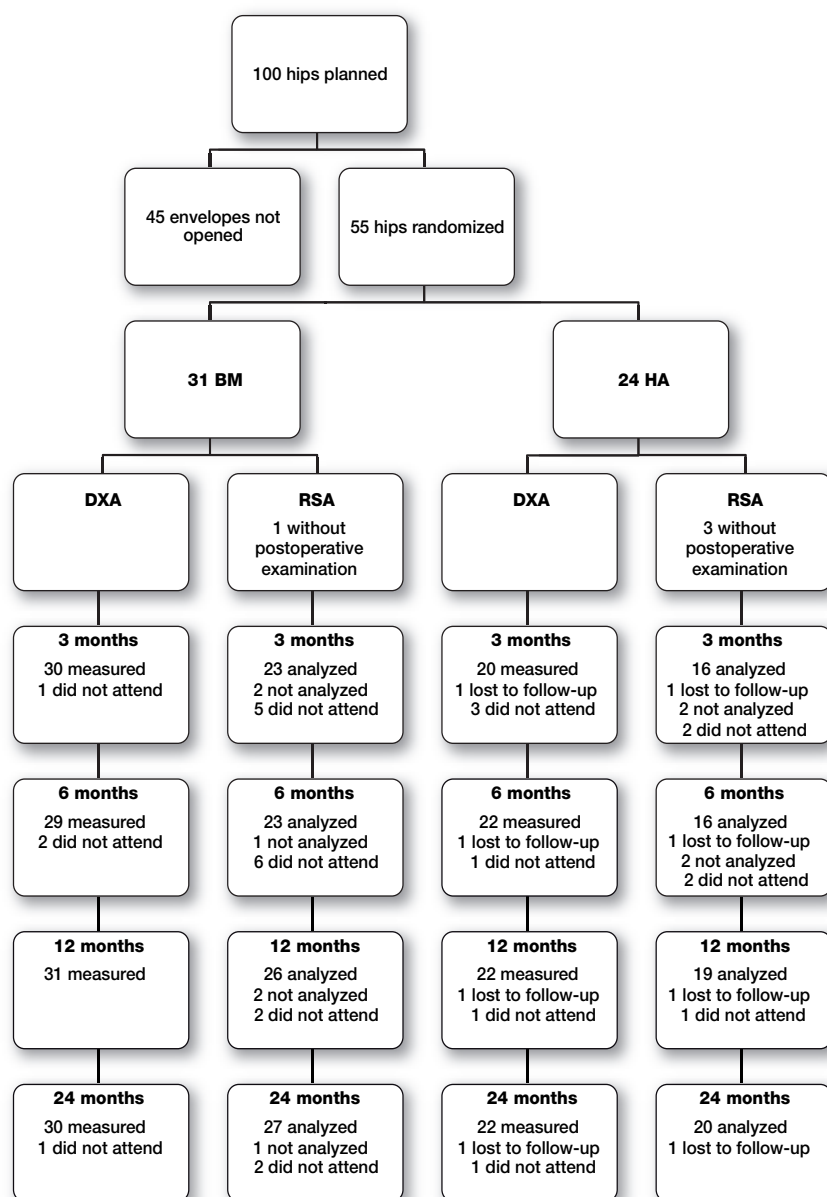 100 hips planned
45 envelopes not
opened
55 hips randomized
31 BM
24 HA
DXA
RSA
1 without
postoperative
examination
DXA
RSA
3 without
postoperative
examination
3 months
30 measured
1 did not attend
3 months
23 analyzed
2 not analyzed
5 did not attend
3 months
20 measured
1 lost to follow-up
3 did not attend
3 months
16 analyzed
1 lost to follow-up
2 not analyzed
2 did not attend
6 months
29 measured
2 did not attend
6 months
23 analyzed
1 not analyzed
6 did not attend
6 months
22 measured
1 lost to follow-up
1 did not attend
6 months
16 analyzed
1 lost to follow-up
2 not analyzed
2 did not attend
12 months
31 measured
12 months
26 analyzed
2 not analyzed
2 did not attend
12 months
22 measured
1 lost to follow-up
1 did not attend
12 months
19 analyzed
1 lost to follow-up
1 did not attend
24 months
30 measured
1 did not attend
24 months
27 analyzed
1 not analyzed
2 did not attend
24 months
22 measured
1 lost to follow-up
1 did not attend
24 months
20 analyzed
1 lost to follow-up